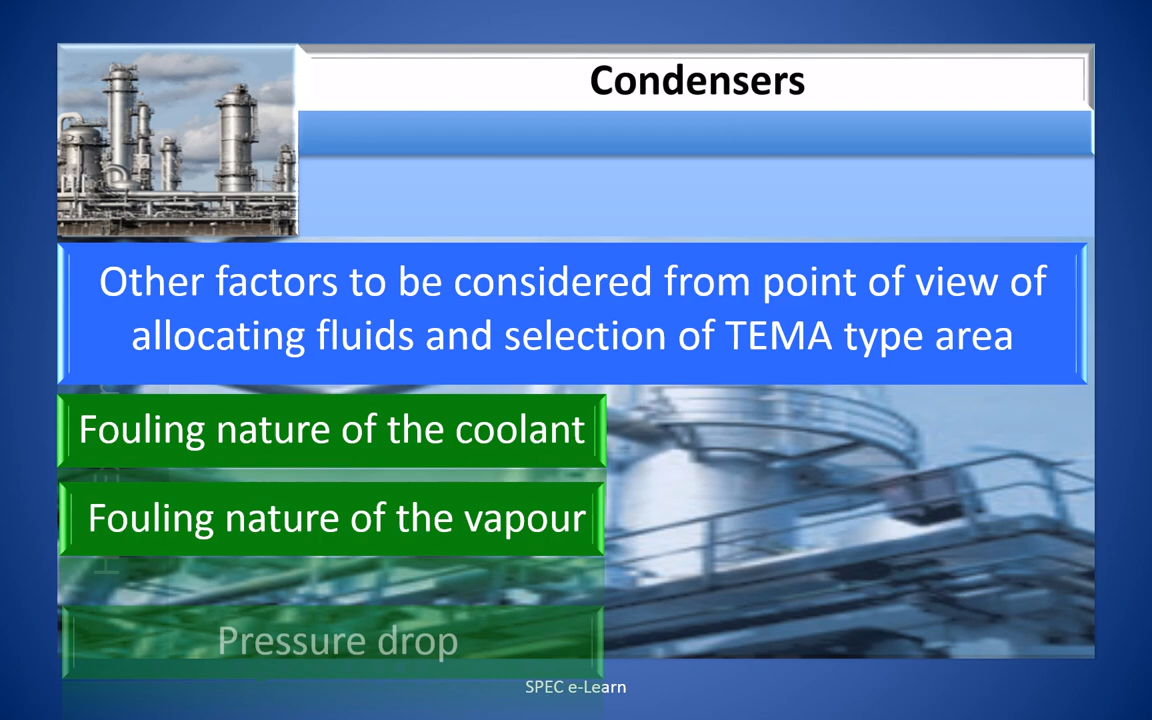 Condensers
Other factors to be considered from point of view of
allocating fluids and selection of TEMA type area
Fouling nature of the coolant
Fouling nature of the vapour
Pressure drop
SPEC e-Learn